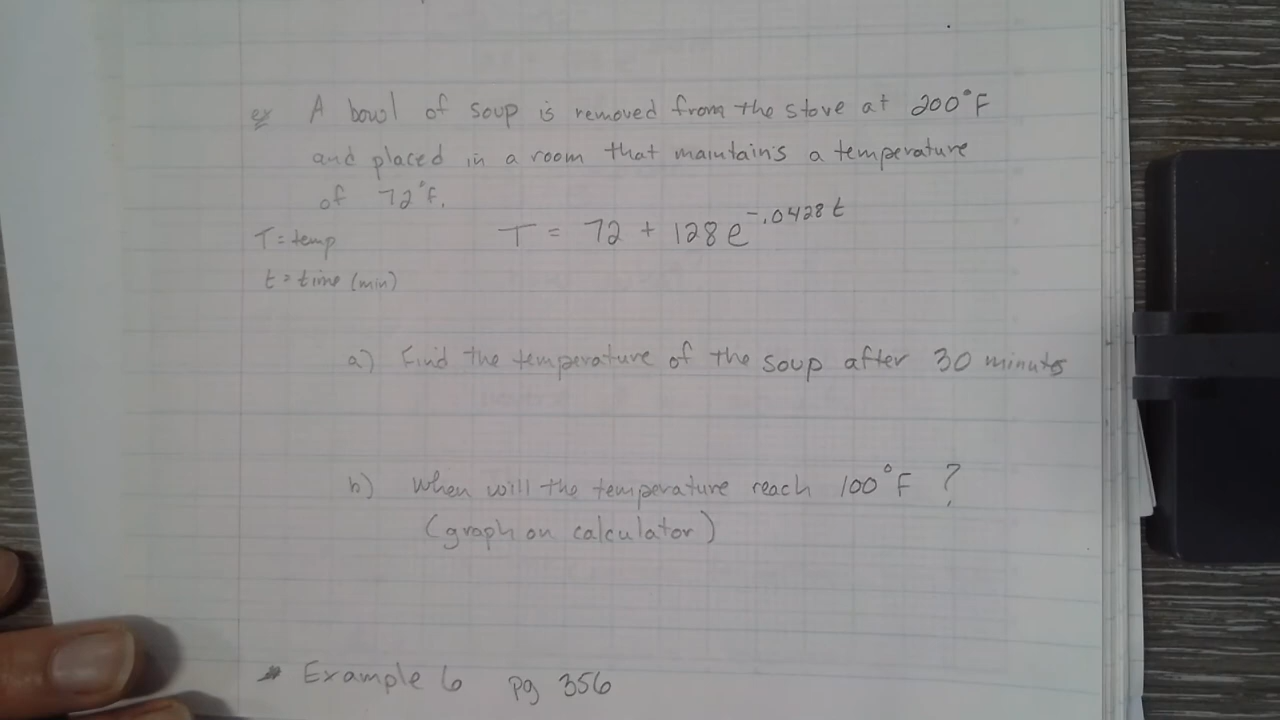 ex A bowl of soup is removed from the stove at 200°F
and placed in a room that maintains a temperature
of 72°F.
T = temp T = 72 + 128e^-.0428t
t = time (min)
a) Find the temperature of the soup after 30 minutes
b) When will the temperature reach 100°F ?
(graph on calculator)
* Example 6 pg 356